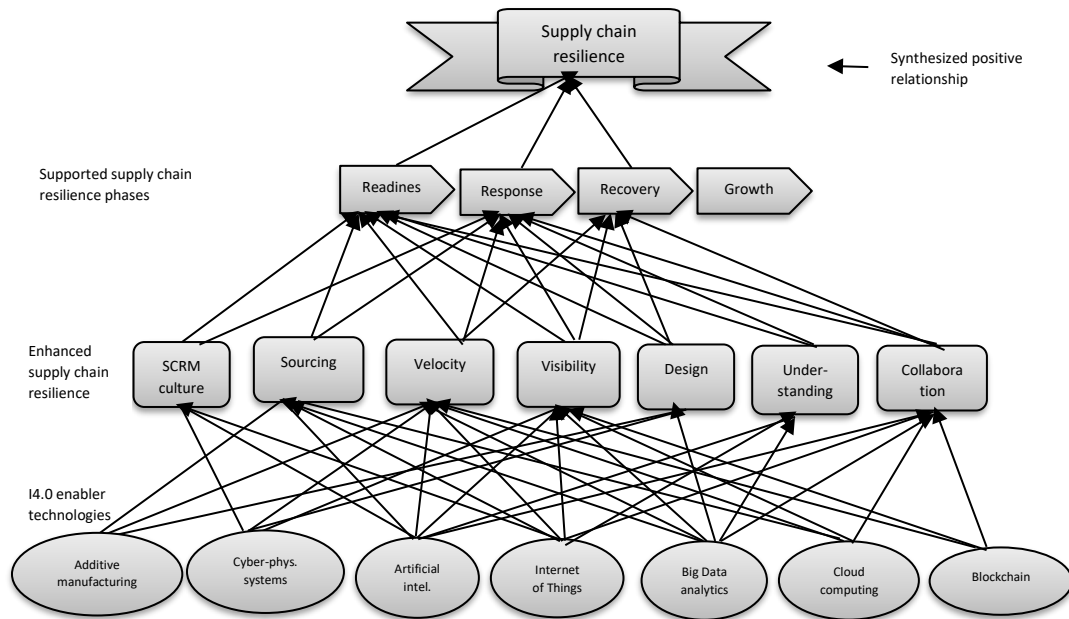 Supply chain
resilience
Synthesized positive
relationship
Supported supply chain
resilience phases
Readines
Response
Recovery
Growth
Enhanced
supply chain
resilience
SCRM
culture
Sourcing
Velocity
Visibility
Design
Under-
standing
Collabora
tion
I4.0 enabler
technologies
Additive
manufacturing
Cyber-phys.
systems
Artificial
intel.
Internet
of Things
Big Data
analytics
Cloud
computing
Blockchain